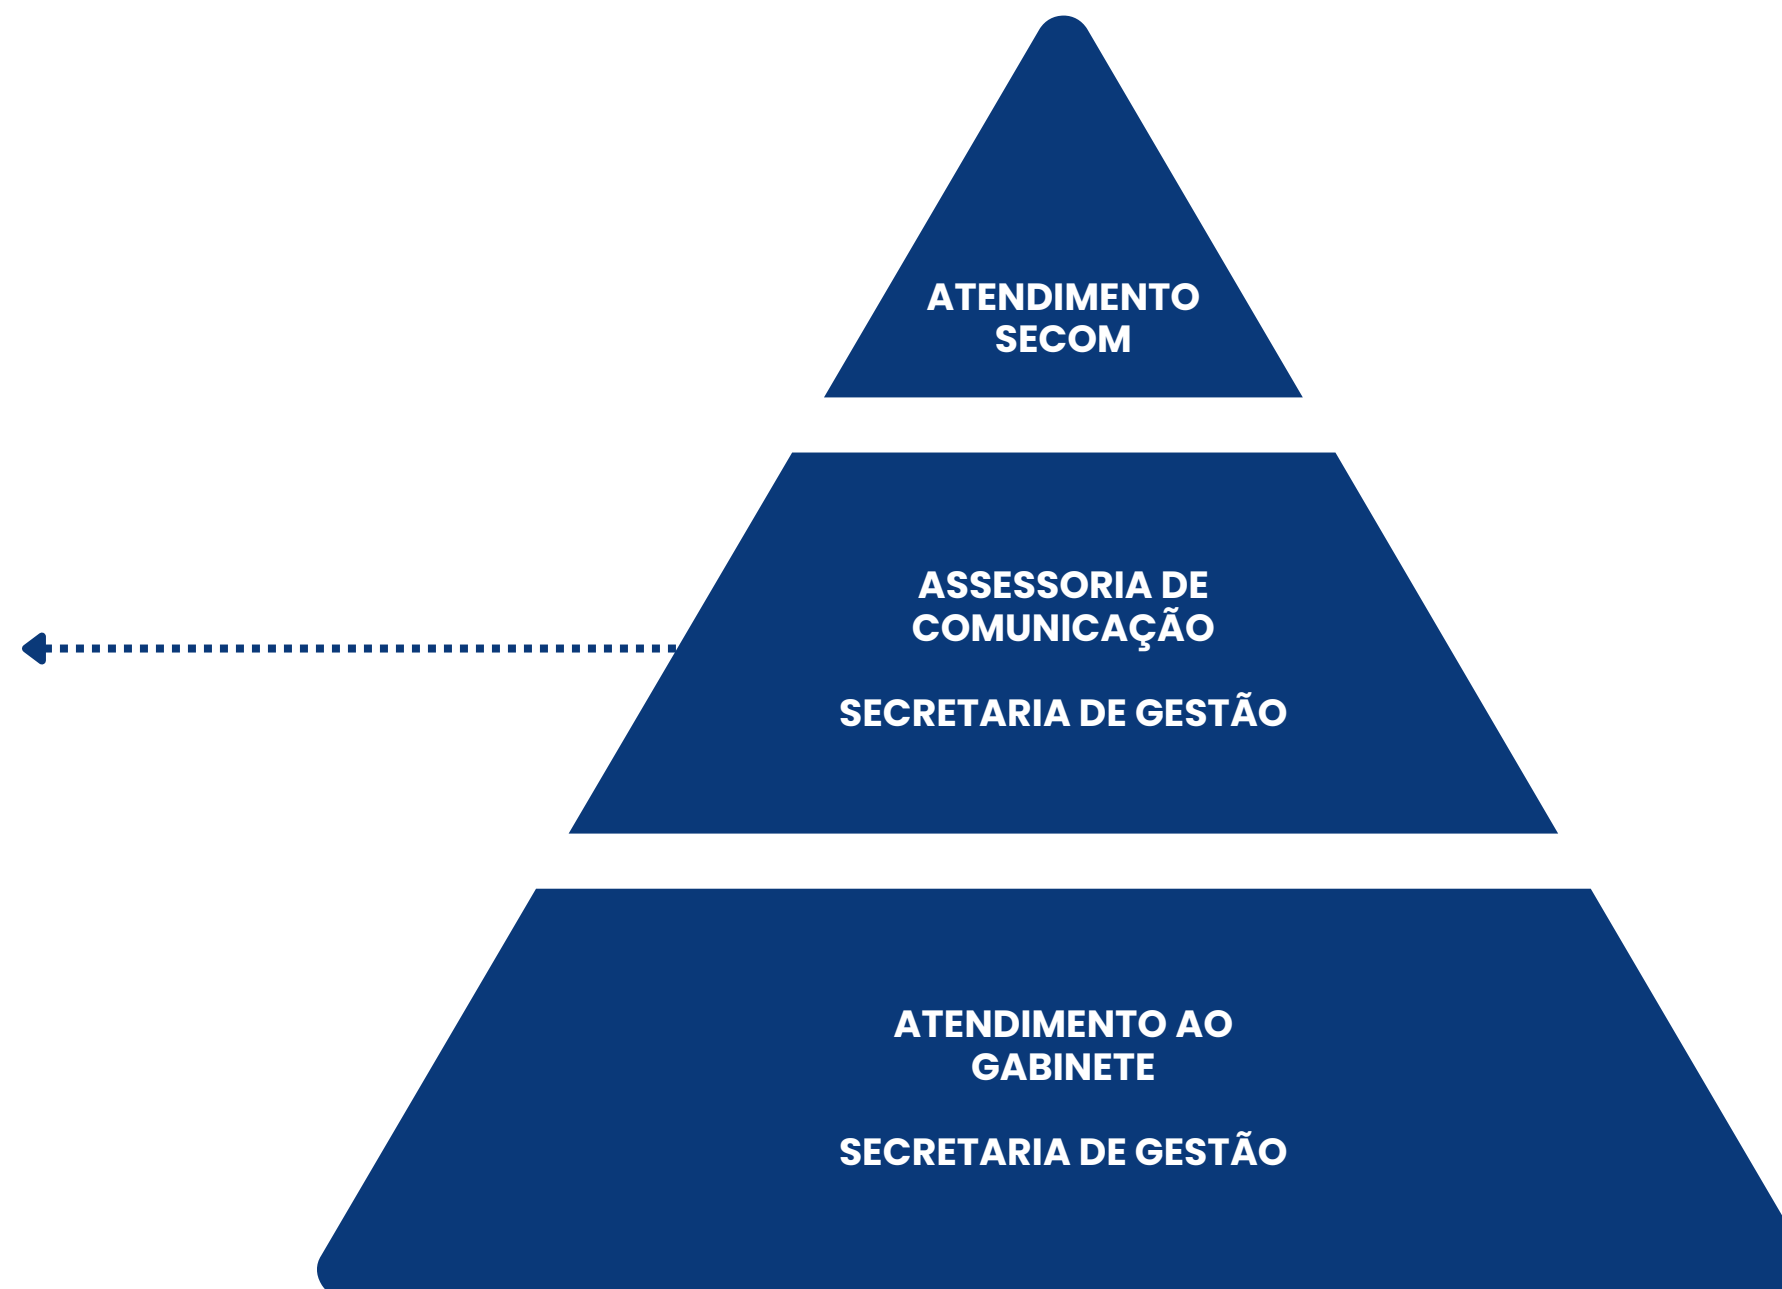 ATENDIMENTO
SECOM
ASSESSORIA DE
COMUNICAÇÃO
SECRETARIA DE GESTÃO
ATENDIMENTO AO
GABINETE
SECRETARIA DE GESTÃO